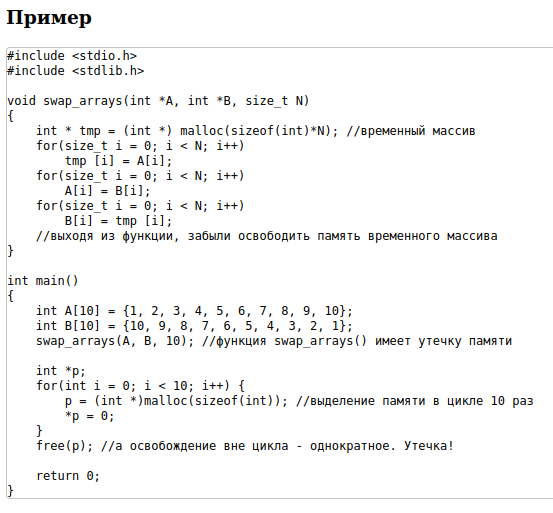 Пример
#include <stdio.h>
#include <stdlib.h>
void swap_arrays(int *A, int *B, size_t N)
{
    int * tmp = (int *) malloc(sizeof(int)*N); //временный массив
    for(size_t i = 0; i < N; i++)
        tmp [i] = A[i];
    for(size_t i = 0; i < N; i++)
        A[i] = B[i];
    for(size_t i = 0; i < N; i++)
        B[i] = tmp [i];
    //выходя из функции, забыли освободить память временного массива
}
int main()
{
    int A[10] = {1, 2, 3, 4, 5, 6, 7, 8, 9, 10};
    int B[10] = {10, 9, 8, 7, 6, 5, 4, 3, 2, 1};
    swap_arrays(A, B, 10); //функция swap_arrays() имеет утечку памяти
    int *p;
    for(int i = 0; i < 10; i++) {
        p = (int *)malloc(sizeof(int)); //выделение памяти в цикле 10 раз
        *p = 0;
    }
    free(p); //а освобождение вне цикла - однократное. Утечка!
    return 0;
}